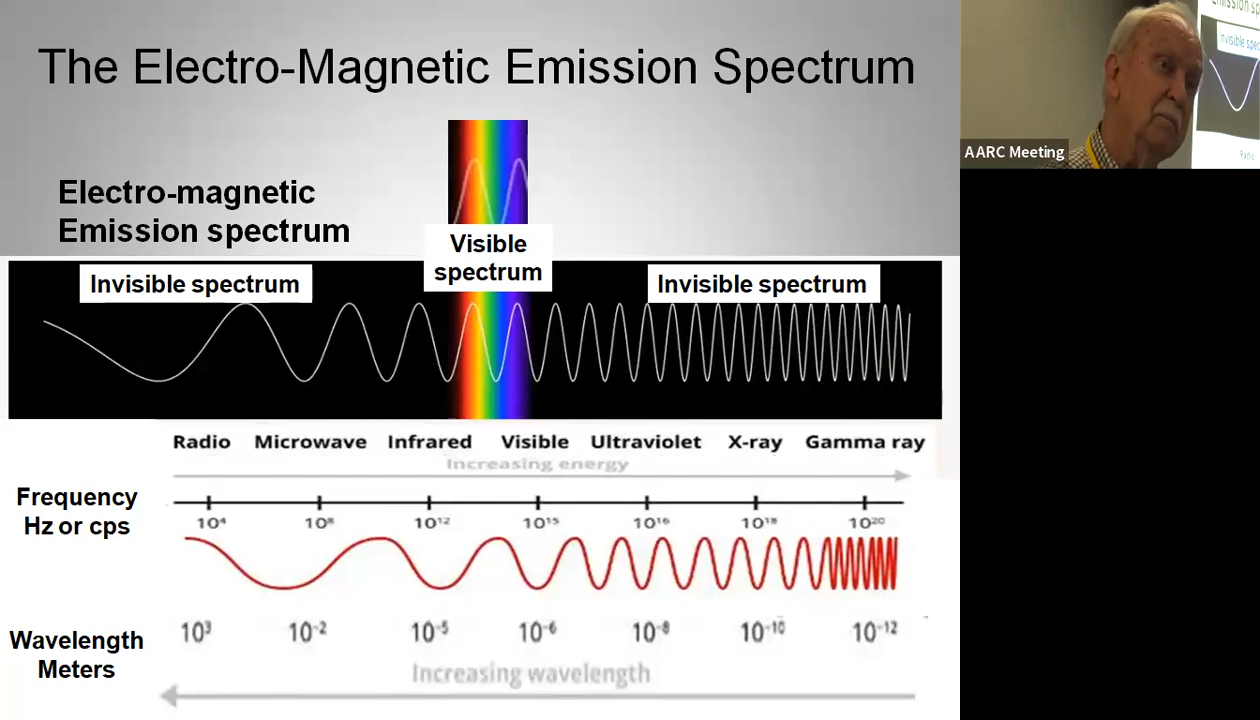 The Electro-Magnetic Emission Spectrum
Electro-magnetic
Emission spectrum
Visible
spectrum
Invisible spectrum
Invisible spectrum
Radio Microwave Infrared Visible Ultraviolet X-ray Gamma ray
Increasing energy
Frequency
Hz or cps
10⁴ 10⁸ 10¹² 10¹⁵ 10¹⁶ 10¹⁸ 10²⁰
Wavelength
Meters
10³ 10⁻² 10⁻⁵ 10⁻⁶ 10⁻⁸ 10⁻¹⁰ 10⁻¹²
Increasing wavelength
AARC Meeting
Radio